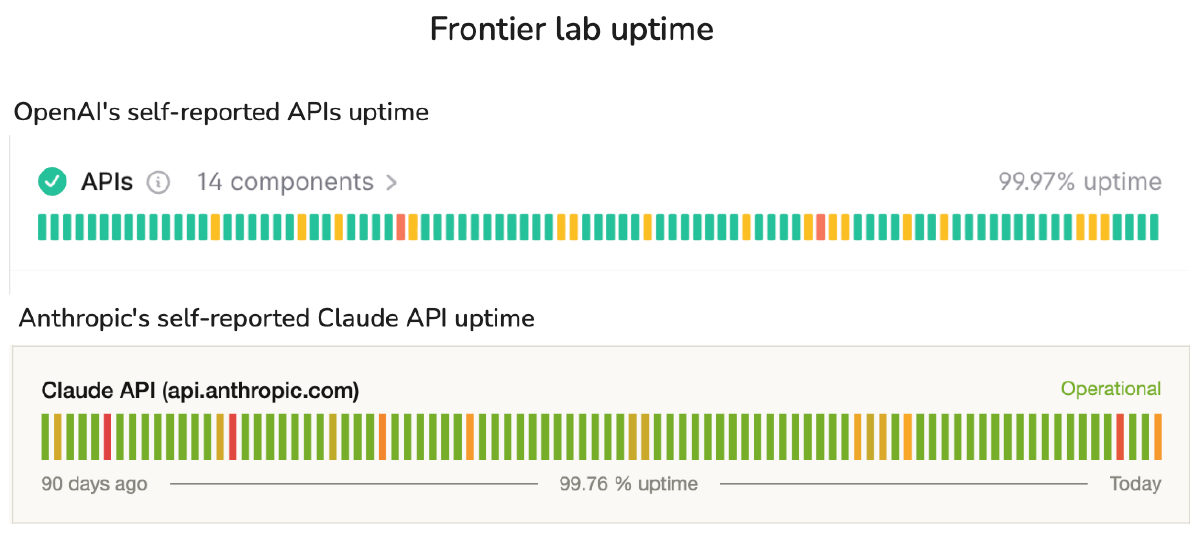 Frontier lab uptime
OpenAI's self-reported APIs uptime
APIs 14 components 99.97% uptime
Anthropic's self-reported Claude API uptime
Claude API (api.anthropic.com) Operational
90 days ago 99.76 % uptime Today